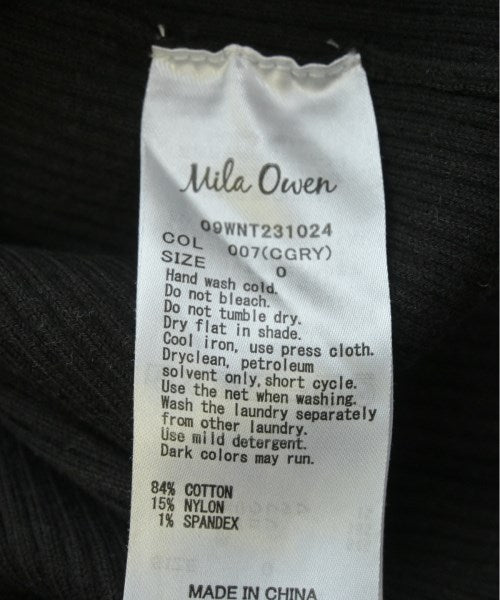 Mila Owen
09WNT231024
COL 007(CGRY)
SIZE 0
Hand wash cold.
Do not bleach.
Do not tumble dry.
Dry flat in shade.
Cool iron, use press cloth.
Dryclean, petroleum
solvent only, short cycle.
Use the net when washing.
Wash the laundry separately
from other laundry.
Use mild detergent.
Dark colors may run.
84% COTTON
15% NYLON
1% SPANDEX
MADE IN CHINA